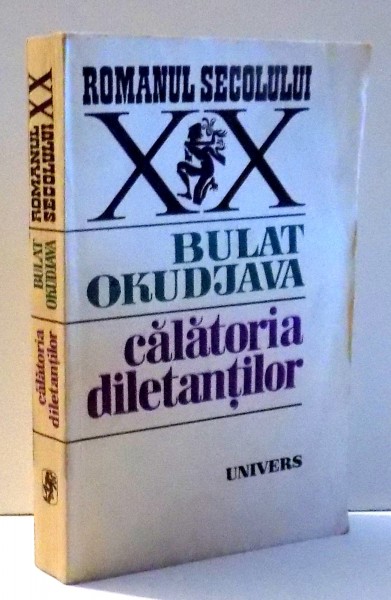 ROMANUL SECOLULUI
XX
BULAT
OKUDJAVA
călătoria
diletanților
UNIVERS
ROMANUL
SECOLULUI
XX
BULAT
OKUDJAVA
călătoria
diletanților